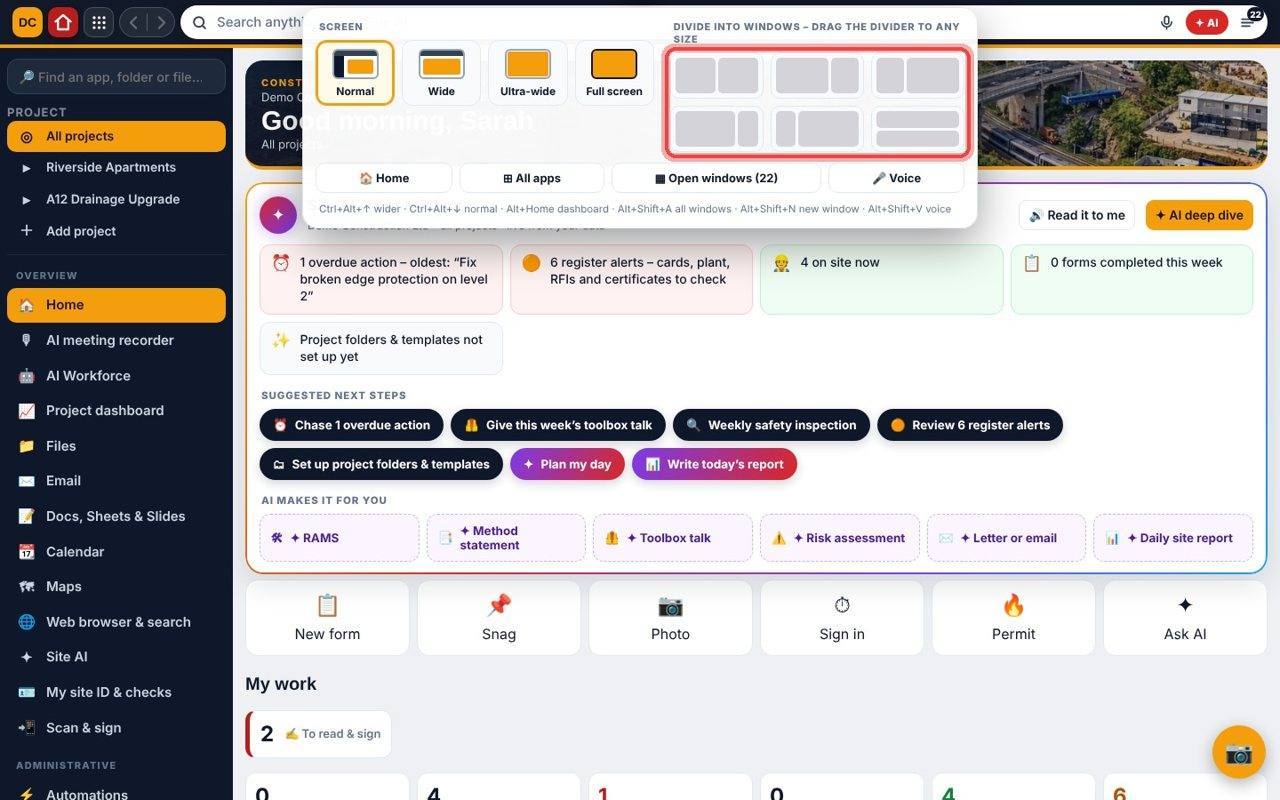 DC
Search anythi
AI
22
SCREEN
DIVIDE INTO WINDOWS – DRAG THE DIVIDER TO ANY
SIZE
Normal
Wide
Ultra-wide
Full screen
Home
All apps
Open windows (22)
Voice
Ctrl+Alt+↑ wider · Ctrl+Alt+↓ normal · Alt+Home dashboard · Alt+Shift+A all windows · Alt+Shift+N new window · Alt+Shift+V voice
Find an app, folder or file...
PROJECT
All projects
Riverside Apartments
A12 Drainage Upgrade
Add project
OVERVIEW
Home
AI meeting recorder
AI Workforce
Project dashboard
Files
Email
Docs, Sheets & Slides
Calendar
Maps
Web browser & search
Site AI
My site ID & checks
Scan & sign
ADMINISTRATIVE
Automations
CONST
Demo C
Good morning, Sarah
All proje
Read it to me
AI deep dive
1 overdue action – oldest: “Fix
broken edge protection on level
2”
6 register alerts – cards, plant,
RFIs and certificates to check
4 on site now
0 forms completed this week
Project folders & templates not
set up yet
SUGGESTED NEXT STEPS
Chase 1 overdue action
Give this week’s toolbox talk
Weekly safety inspection
Review 6 register alerts
Set up project folders & templates
Plan my day
Write today’s report
AI MAKES IT FOR YOU
RAMS
Method
statement
Toolbox talk
Risk assessment
Letter or email
Daily site report
New form
Snag
Photo
Sign in
Permit
Ask AI
My work
2 To read & sign
0
4
1
0
4
6